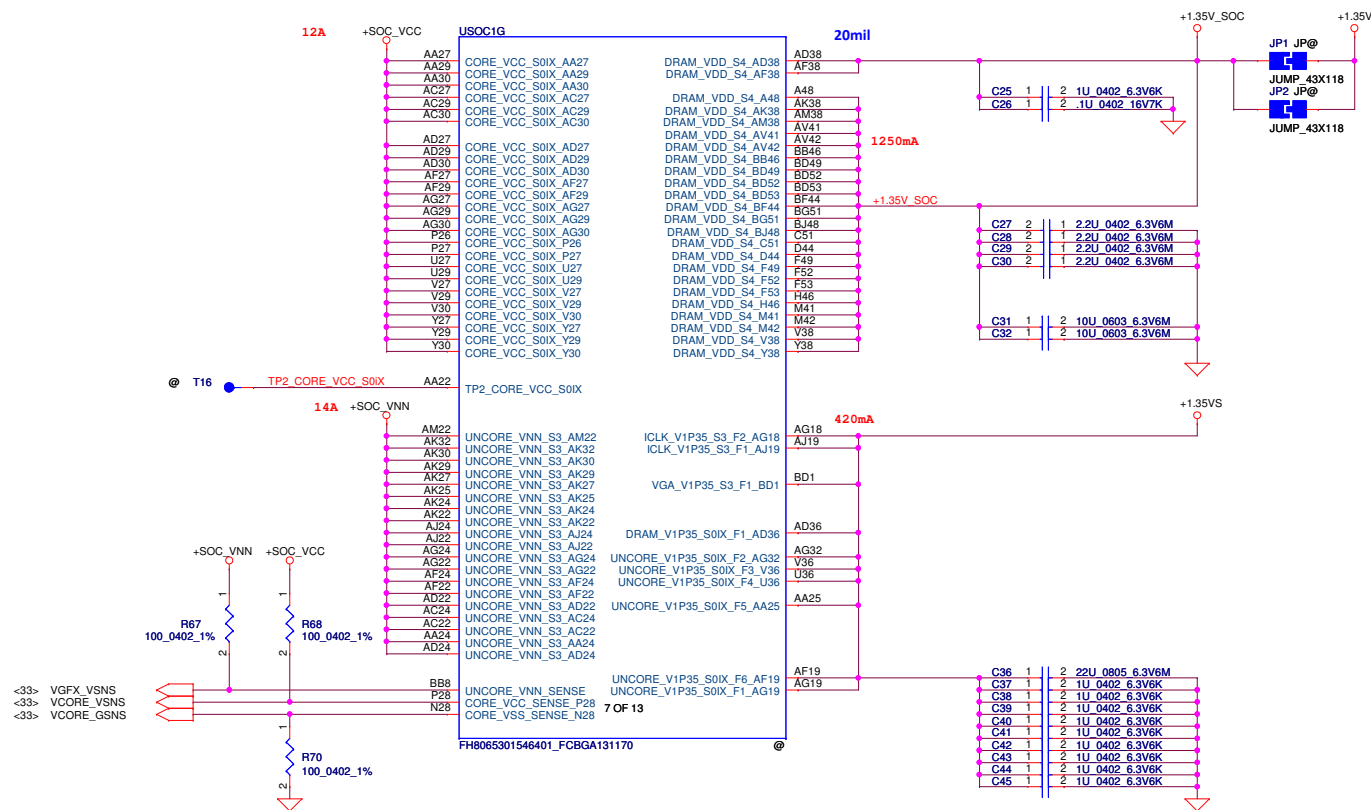 12A
+SOC_VCC
USOC1G
20mil
+1.35V_SOC
+1.35V
JP1 JP@
JUMP_43X118
JP2 JP@
JUMP_43X118
AA27 CORE_VCC_S0IX_AA27
AA29 CORE_VCC_S0IX_AA29
AA30 CORE_VCC_S0IX_AA30
AC27 CORE_VCC_S0IX_AC27
AC29 CORE_VCC_S0IX_AC29
AC30 CORE_VCC_S0IX_AC30
AD27 CORE_VCC_S0IX_AD27
AD29 CORE_VCC_S0IX_AD29
AD30 CORE_VCC_S0IX_AD30
AF27 CORE_VCC_S0IX_AF27
AF29 CORE_VCC_S0IX_AF29
AG27 CORE_VCC_S0IX_AG27
AG29 CORE_VCC_S0IX_AG29
AG30 CORE_VCC_S0IX_AG30
P26 CORE_VCC_S0IX_P26
P27 CORE_VCC_S0IX_P27
U27 CORE_VCC_S0IX_U27
U29 CORE_VCC_S0IX_U29
V27 CORE_VCC_S0IX_V27
V29 CORE_VCC_S0IX_V29
V30 CORE_VCC_S0IX_V30
Y27 CORE_VCC_S0IX_Y27
Y29 CORE_VCC_S0IX_Y29
Y30 CORE_VCC_S0IX_Y30
DRAM_VDD_S4_AD38 AD38
DRAM_VDD_S4_AF38 AF38
DRAM_VDD_S4_A48 A48
DRAM_VDD_S4_AK38 AK38
DRAM_VDD_S4_AM38 AM38
DRAM_VDD_S4_AV41 AV41
DRAM_VDD_S4_AV42 AV42
DRAM_VDD_S4_BB46 BB46
DRAM_VDD_S4_BD49 BD49
DRAM_VDD_S4_BD52 BD52
DRAM_VDD_S4_BD53 BD53
DRAM_VDD_S4_BF44 BF44
DRAM_VDD_S4_BG51 BG51
DRAM_VDD_S4_BJ48 BJ48
DRAM_VDD_S4_C51 C51
DRAM_VDD_S4_D44 D44
DRAM_VDD_S4_F49 F49
DRAM_VDD_S4_F52 F52
DRAM_VDD_S4_F53 F53
DRAM_VDD_S4_H46 H46
DRAM_VDD_S4_M41 M41
DRAM_VDD_S4_M42 M42
DRAM_VDD_S4_V38 V38
DRAM_VDD_S4_Y38 Y38
1250mA
+1.35V_SOC
C25 1 2 1U_0402_6.3V6K
C26 1 2 .1U_0402_16V7K
C27 2 1 2.2U_0402_6.3V6M
C28 2 1 2.2U_0402_6.3V6M
C29 2 1 2.2U_0402_6.3V6M
C30 2 1 2.2U_0402_6.3V6M
C31 1 2 10U_0603_6.3V6M
C32 1 2 10U_0603_6.3V6M
@ T16 TP2_CORE_VCC_S0iX AA22 TP2_CORE_VCC_S0IX
14A
+SOC_VNN
420mA
+1.35VS
AM22 UNCORE_VNN_S3_AM22
AK32 UNCORE_VNN_S3_AK32
AK30 UNCORE_VNN_S3_AK30
AK29 UNCORE_VNN_S3_AK29
AK27 UNCORE_VNN_S3_AK27
AK25 UNCORE_VNN_S3_AK25
AK24 UNCORE_VNN_S3_AK24
AK22 UNCORE_VNN_S3_AK22
AJ24 UNCORE_VNN_S3_AJ24
AJ22 UNCORE_VNN_S3_AJ22
AG24 UNCORE_VNN_S3_AG24
AG22 UNCORE_VNN_S3_AG22
AF24 UNCORE_VNN_S3_AF24
AF22 UNCORE_VNN_S3_AF22
AD22 UNCORE_VNN_S3_AD22
AC24 UNCORE_VNN_S3_AC24
AC22 UNCORE_VNN_S3_AC22
AA24 UNCORE_VNN_S3_AA24
AD24 UNCORE_VNN_S3_AD24
ICLK_V1P35_S3_F2_AG18 AG18
ICLK_V1P35_S3_F1_AJ19 AJ19
VGA_V1P35_S3_F1_BD1 BD1
DRAM_V1P35_S0IX_F1_AD36 AD36
UNCORE_V1P35_S0IX_F2_AG32 AG32
UNCORE_V1P35_S0IX_F3_V36 V36
UNCORE_V1P35_S0IX_F4_U36 U36
UNCORE_V1P35_S0IX_F5_AA25 AA25
UNCORE_V1P35_S0IX_F6_AF19 AF19
UNCORE_V1P35_S0IX_F1_AG19 AG19
+SOC_VNN
+SOC_VCC
1
1
R67
100_0402_1%
R68
100_0402_1%
2
2
<33> VGFX_VSNS BB8 UNCORE_VNN_SENSE
<33> VCORE_VSNS P28 CORE_VCC_SENSE_P28
<33> VCORE_GSNS N28 CORE_VSS_SENSE_N28
7 OF 13
1
R70
100_0402_1%
2
FH8065301546401_FCBGA131170
@
C36 1 2 22U_0805_6.3V6M
C37 1 2 1U_0402_6.3V6K
C38 1 2 1U_0402_6.3V6K
C39 1 2 1U_0402_6.3V6K
C40 1 2 1U_0402_6.3V6K
C41 1 2 1U_0402_6.3V6K
C42 1 2 1U_0402_6.3V6K
C43 1 2 1U_0402_6.3V6K
C44 1 2 1U_0402_6.3V6K
C45 1 2 1U_0402_6.3V6K